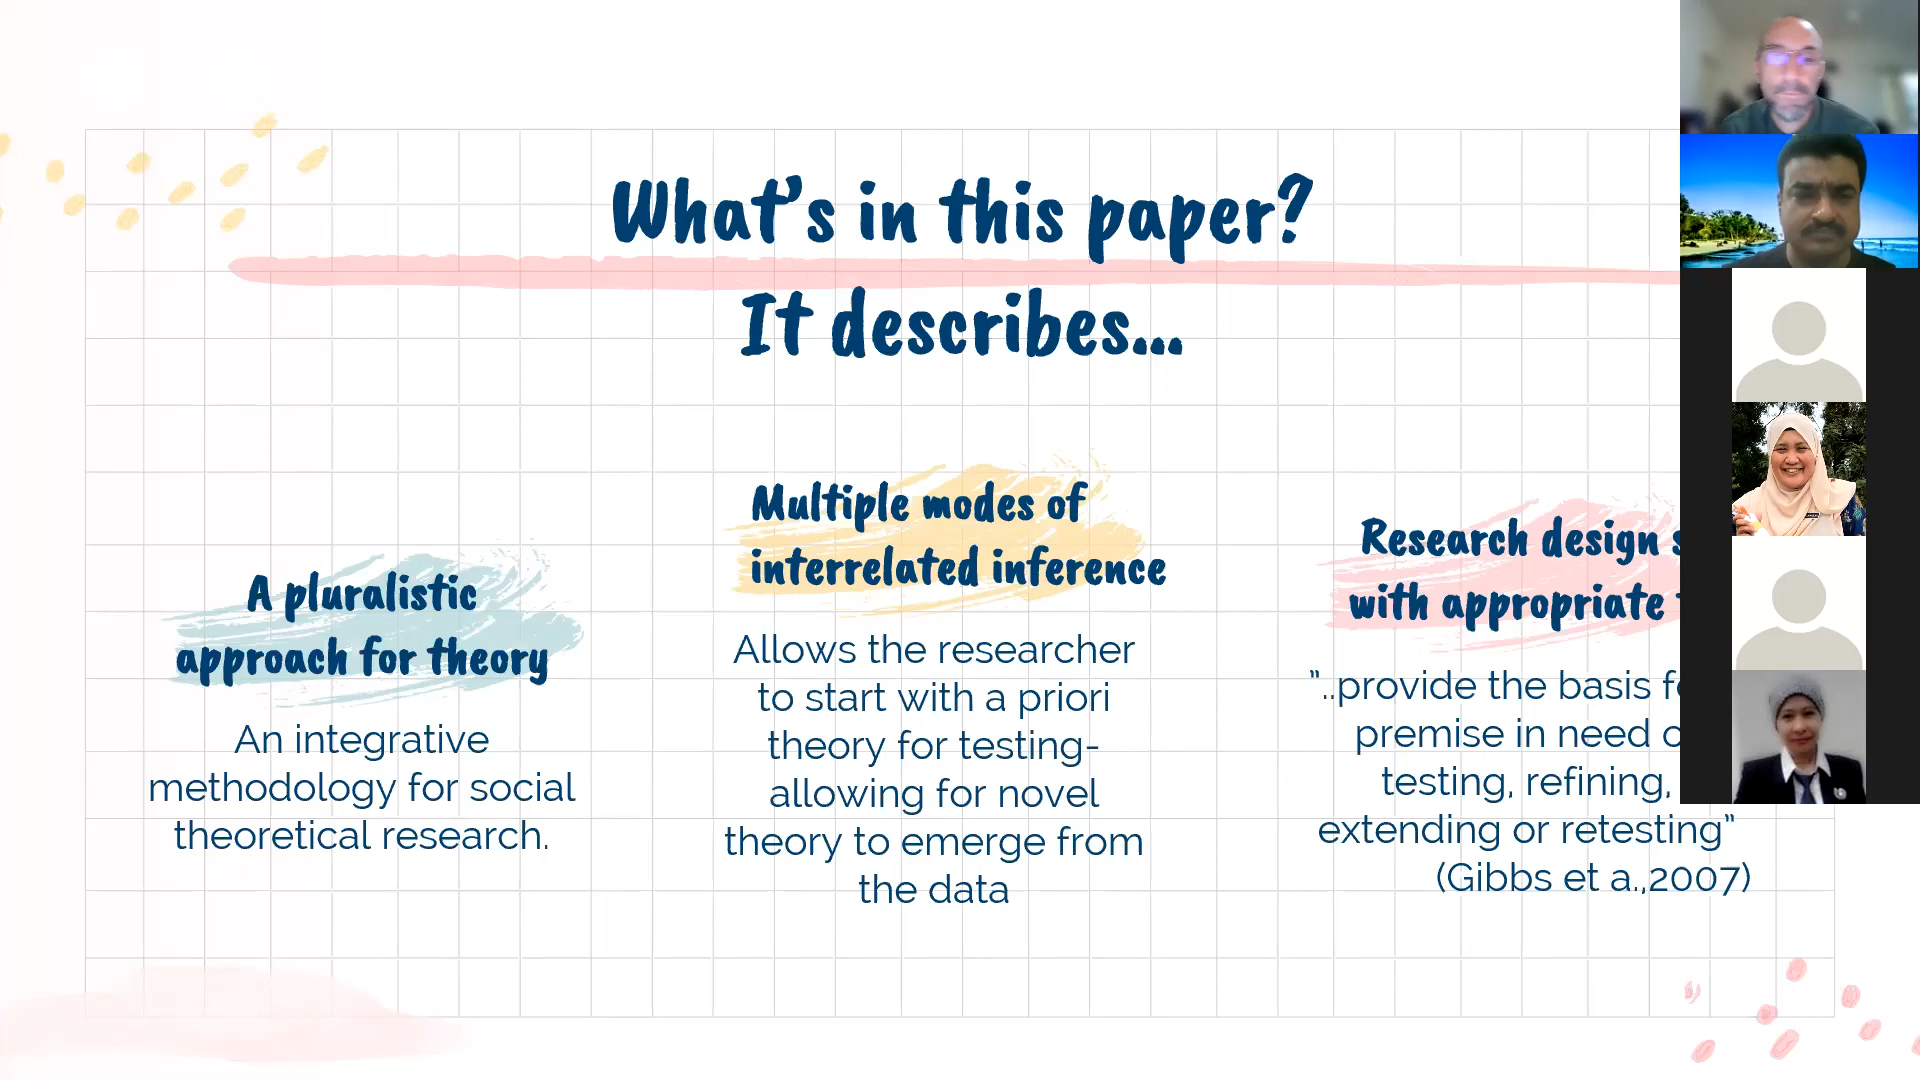 What's in this paper?
It describes...
A pluralistic
approach for theory
An integrative
methodology for social
theoretical research.
Multiple modes of
interrelated inference
Allows the researcher
to start with a priori
theory for testing-
allowing for novel
theory to emerge from
the data
Research design
with appropriate
"..provide the basis
premise in need
testing, refining,
extending or retesting"
(Gibbs et a.,2007)